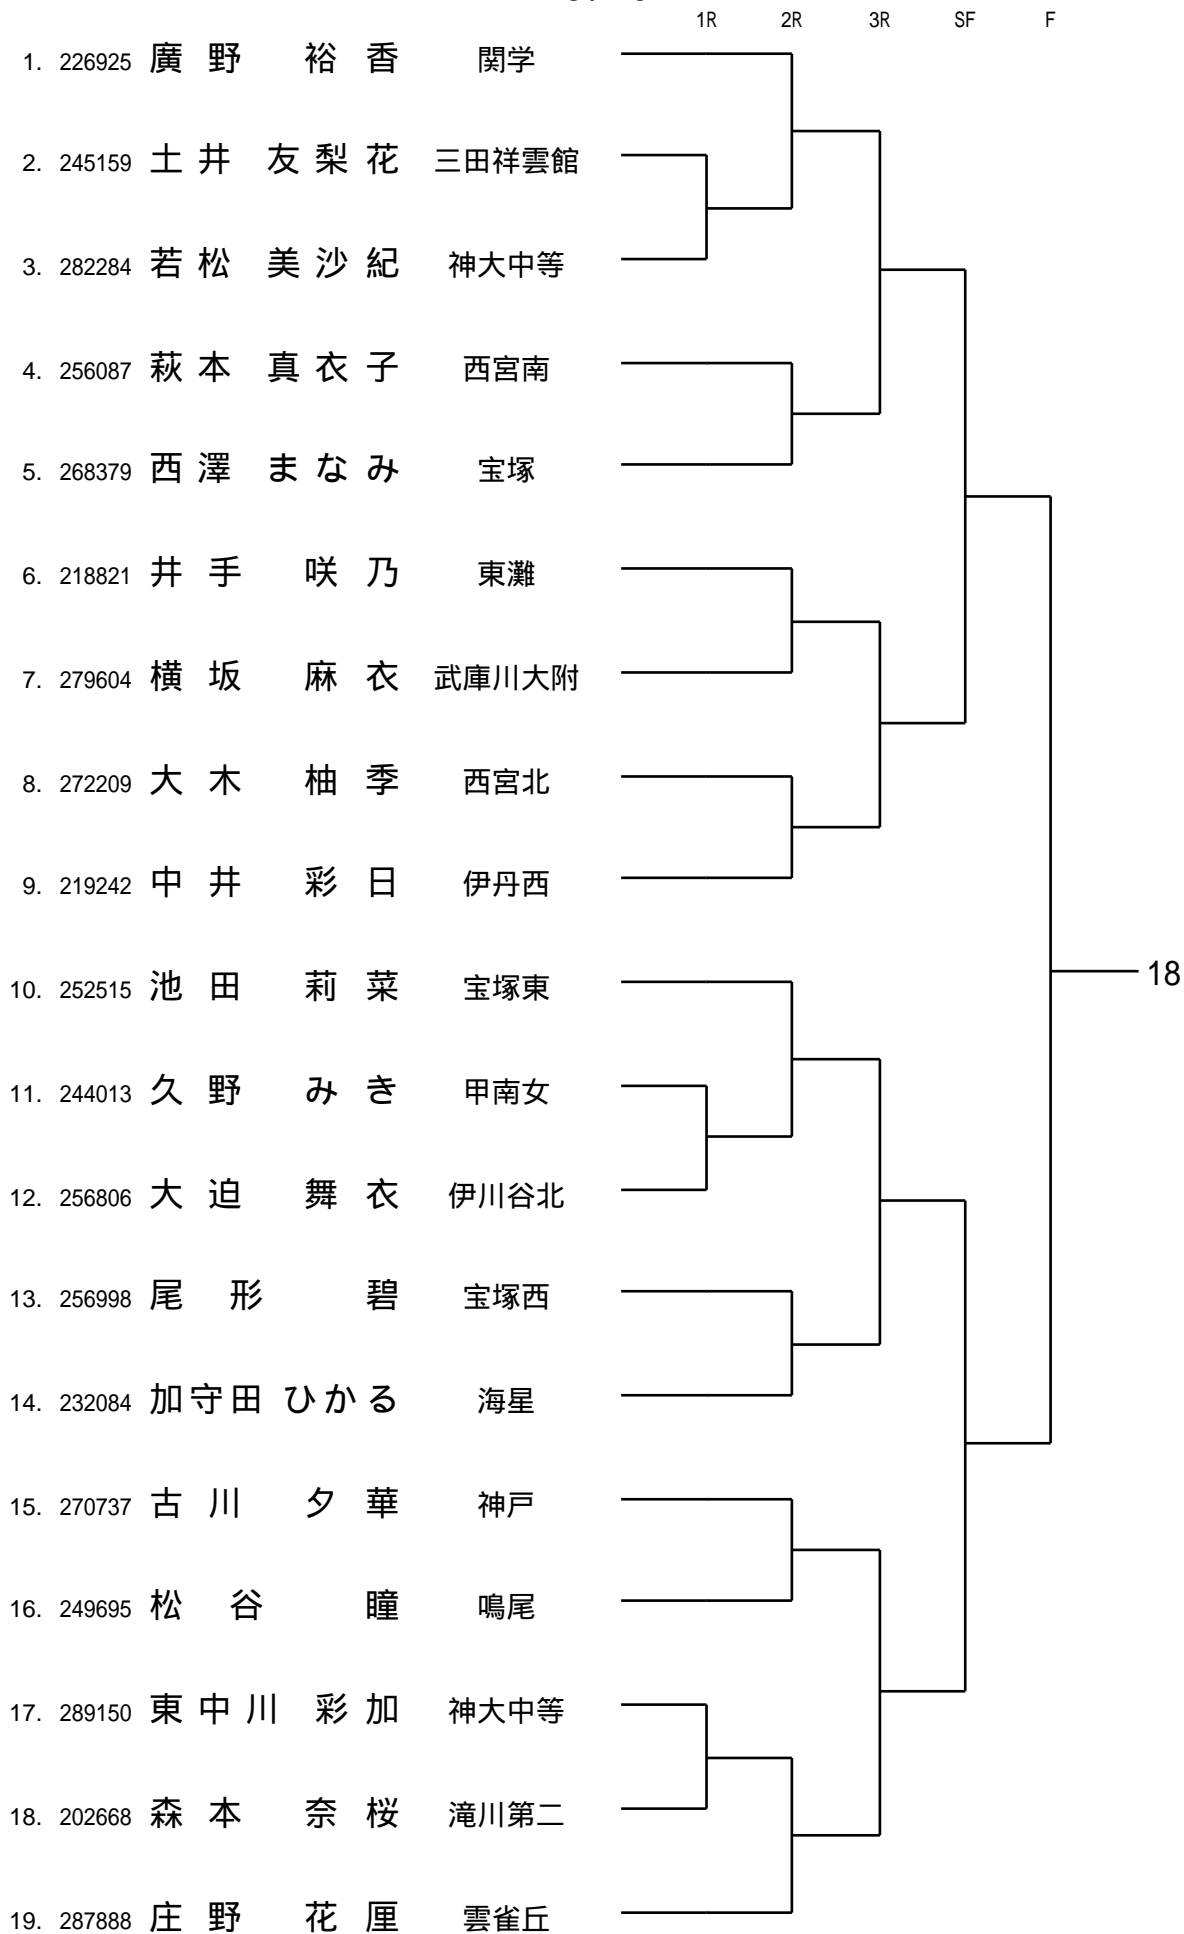 1R 2R 3R SF F
1. 226925 廣野 裕香 関学
2. 245159 土井 友梨花 三田祥雲館
3. 282284 若松 美沙紀 神大中等
4. 256087 萩本 真衣子 西宮南
5. 268379 西澤 まなみ 宝塚
6. 218821 井手 咲乃 東灘
7. 279604 横坂 麻衣 武庫川大附
8. 272209 大木 柚季 西宮北
9. 219242 中井 彩日 伊丹西
18
10. 252515 池田 莉菜 宝塚東
11. 244013 久野 みき 甲南女
12. 256806 大迫 舞衣 伊川谷北
13. 256998 尾形 碧 宝塚西
14. 232084 加守田 ひかる 海星
15. 270737 古川 夕華 神戸
16. 249695 松谷 瞳 鳴尾
17. 289150 東中川 彩加 神大中等
18. 202668 森本 奈桜 滝川第二
19. 287888 庄野 花厘 雲雀丘